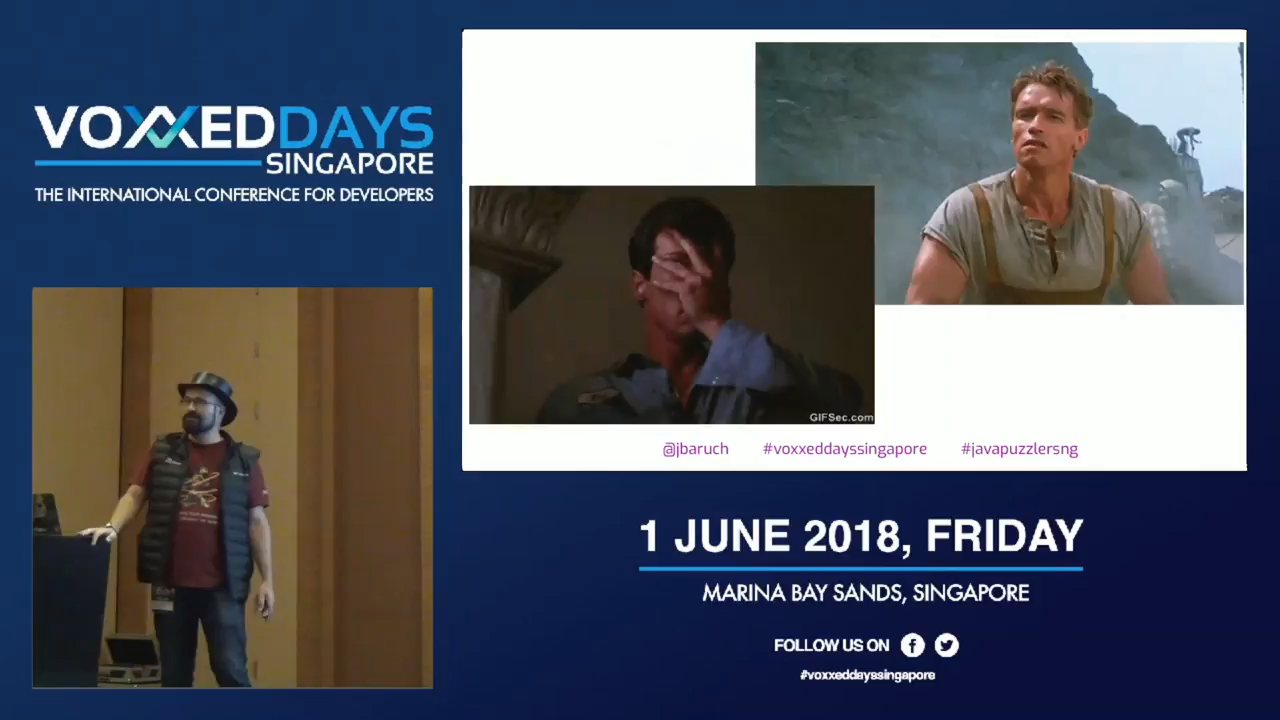 VOXXEDDAYS
SINGAPORE
THE INTERNATIONAL CONFERENCE FOR DEVELOPERS
GIFSec.com
@jbaruch #voxxeddayssingapore #javapuzzlersng
1 JUNE 2018, FRIDAY
MARINA BAY SANDS, SINGAPORE
FOLLOW US ON
#voxxeddayssingapore